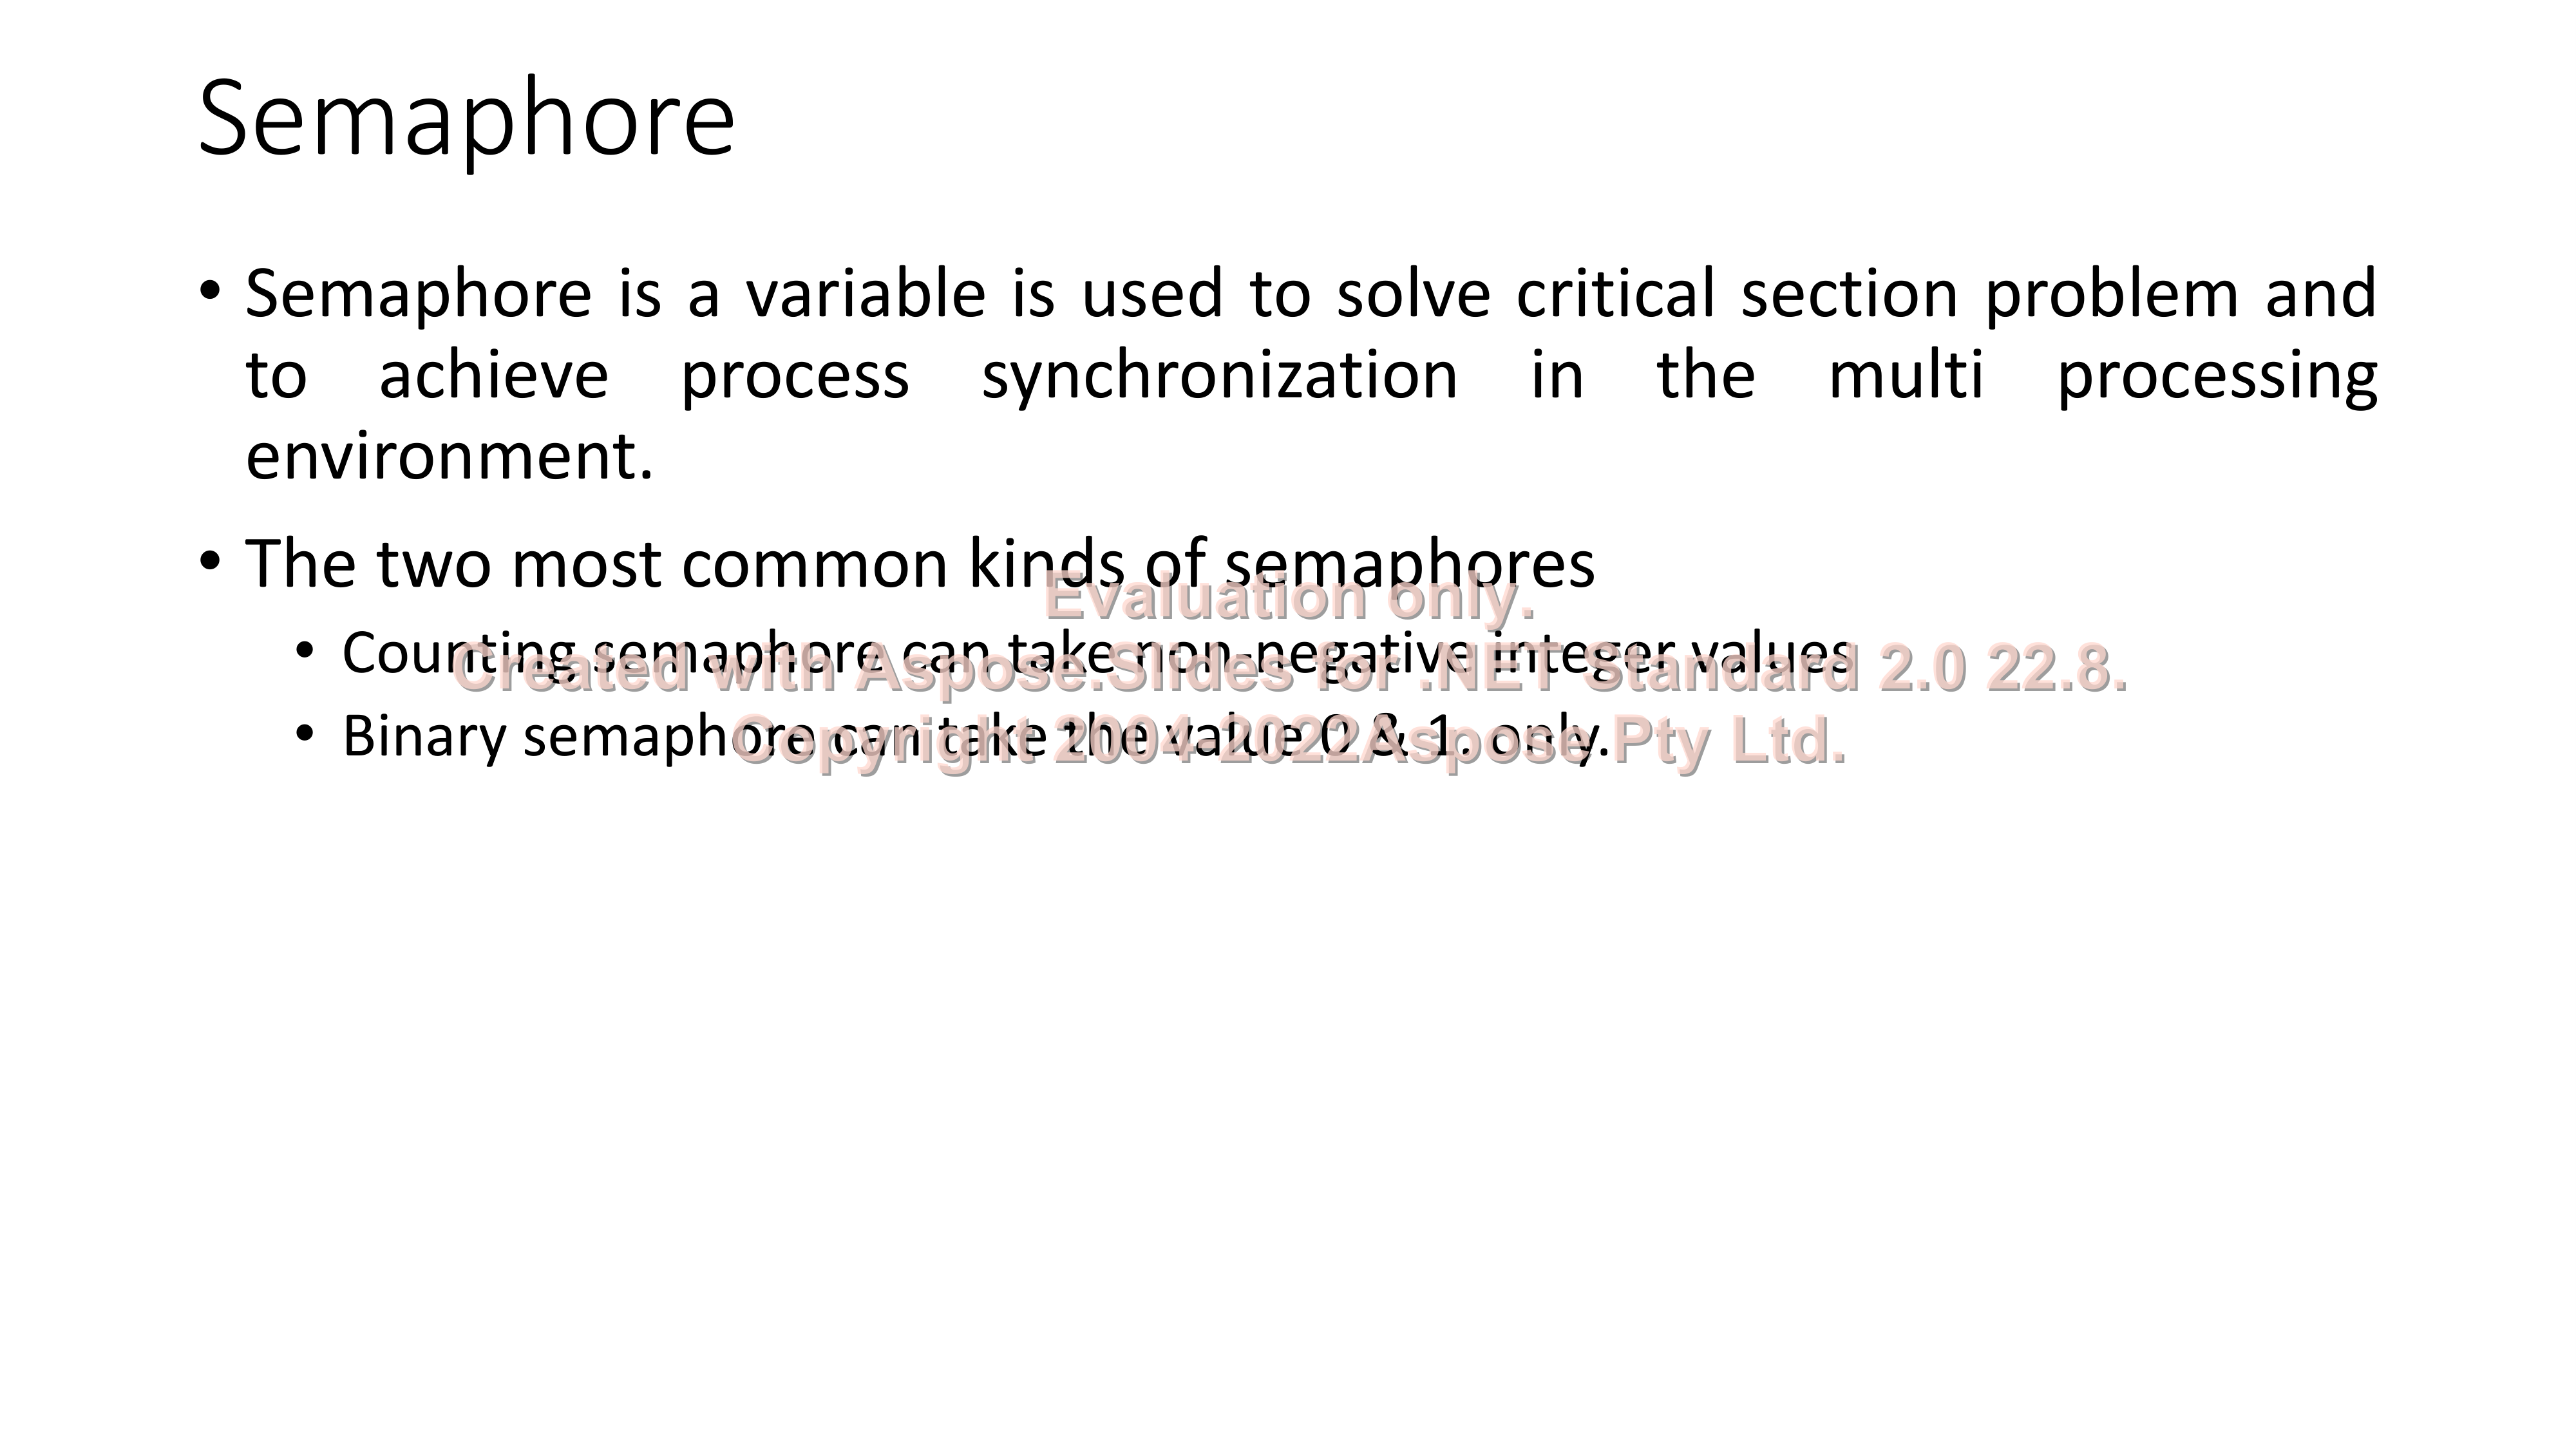 Semaphore
• Semaphore is a variable is used to solve critical section problem and
to achieve process synchronization in the multi processing
environment.
• The two most common kinds of semaphores
Evaluation only.
• Counting semaphore can take non-negative integer values
Created with Aspose.Slides for .NET Standard 2.0 22.8.
• Binary semaphore can take the value 0 & 1, only.
Copyright 2004-2022Aspose Pty Ltd.